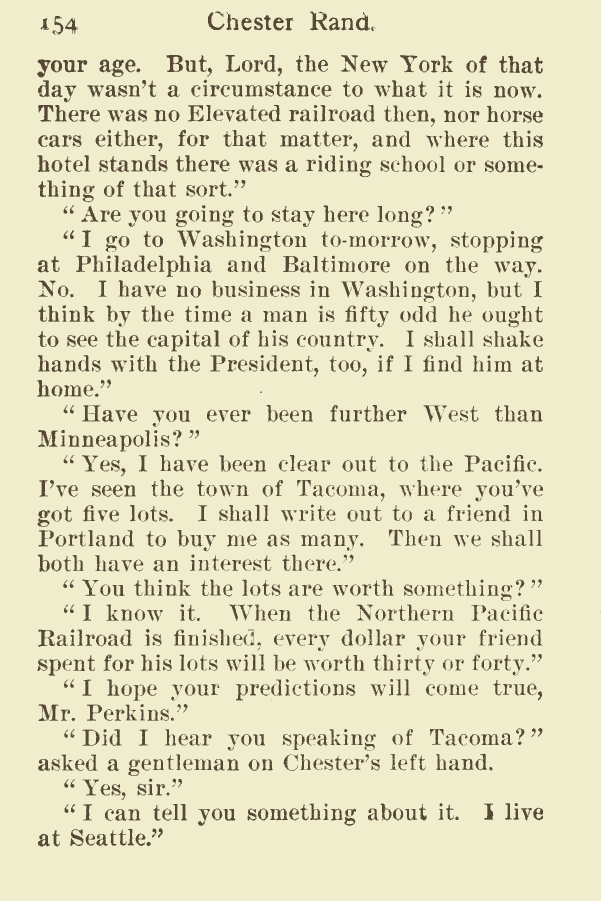 154 Chester Rand.
your age. But, Lord, the New York of that
day wasn't a circumstance to what it is now.
There was no Elevated railroad then, nor horse
cars either, for that matter, and where this
hotel stands there was a riding school or some-
thing of that sort.”
“Are you going to stay here long?”
“I go to Washington to-morrow, stopping
at Philadelphia and Baltimore on the way.
No. I have no business in Washington, but I
think by the time a man is fifty odd he ought
to see the capital of his country. I shall shake
hands with the President, too, if I find him at
home.”
“Have you ever been further West than
Minneapolis?”
“Yes, I have been clear out to the Pacific.
I've seen the town of Tacoma, where you've
got five lots. I shall write out to a friend in
Portland to buy me as many. Then we shall
both have an interest there.”
“You think the lots are worth something?”
“I know it. When the Northern Pacific
Railroad is finished, every dollar your friend
spent for his lots will be worth thirty or forty.”
“I hope your predictions will come true,
Mr. Perkins.”
“Did I hear you speaking of Tacoma?”
asked a gentleman on Chester's left hand.
“Yes, sir.”
“I can tell you something about it. I live
at Seattle.”